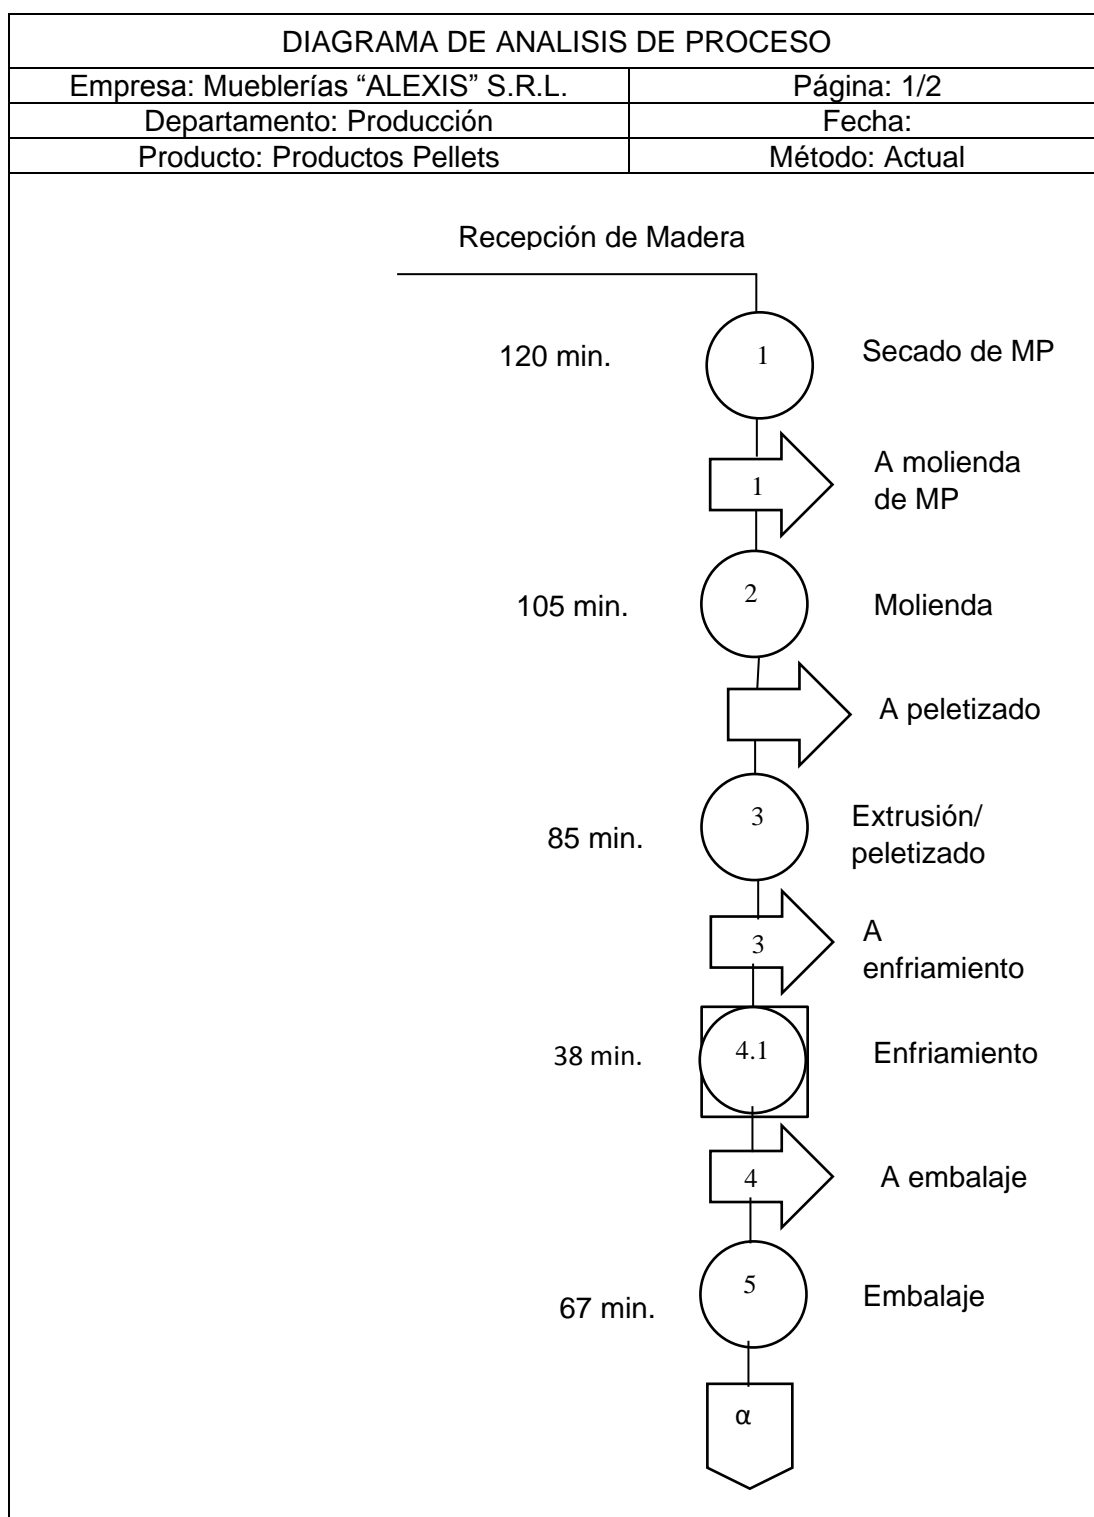 DIAGRAMA DE ANALISIS DE PROCESO
Empresa: Mueblerías “ALEXIS” S.R.L.
Página: 1/2
Departamento: Producción
Fecha:
Producto: Productos Pellets
Método: Actual
Recepción de Madera
120 min.
1
Secado de MP
1
A molienda
de MP
105 min.
2
Molienda
A peletizado
85 min.
3
Extrusión/
peletizado
3
A
enfriamiento
38 min.
4.1
Enfriamiento
4
A embalaje
67 min.
5
Embalaje
α